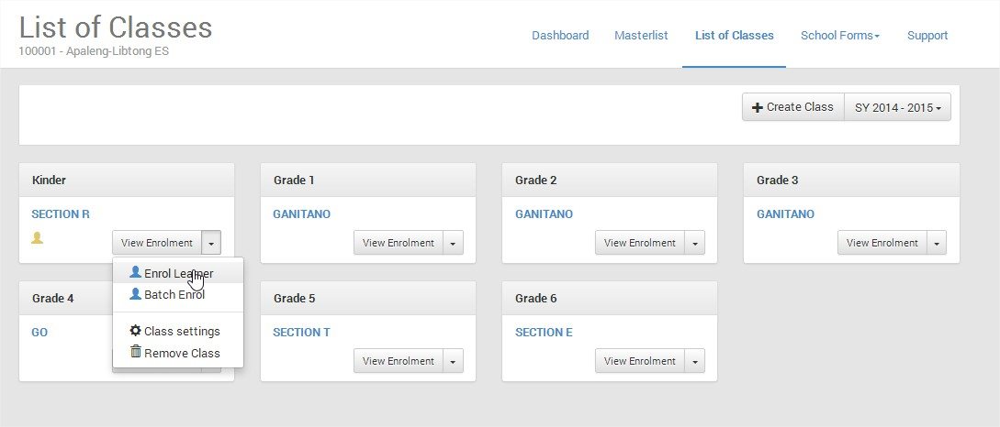 List of Classes
100001 - Apaleng-Libtong ES
Dashboard
Masterlist
List of Classes
School Forms
Support
Create Class
SY 2014 - 2015
Kinder
SECTION R
View Enrolment
Enrol Learner
Batch Enrol
Class settings
Remove Class
Grade 1
GANITANO
View Enrolment
Grade 2
GANITANO
View Enrolment
Grade 3
GANITANO
View Enrolment
Grade 4
GO
Grade 5
SECTION T
View Enrolment
Grade 6
SECTION E
View Enrolment